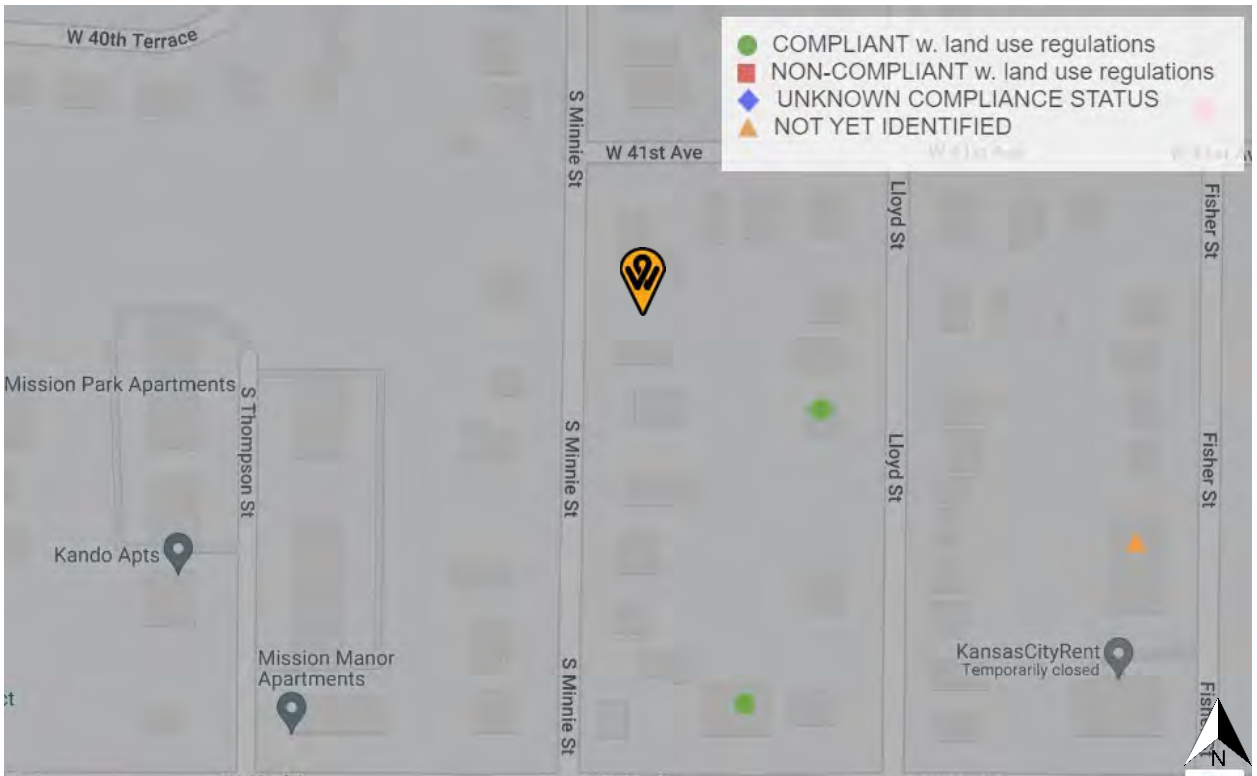 W 40th Terrace
COMPLIANT w. land use regulations
NON-COMPLIANT w. land use regulations
UNKNOWN COMPLIANCE STATUS
NOT YET IDENTIFIED
S Minnie St
W 41st Ave
Lloyd St
Fisher St
Mission Park Apartments
S Thompson St
S Minnie St
Lloyd St
Fisher St
Kando Apts
Mission Manor
Apartments
S Minnie St
KansasCityRent
Temporarily closed
ct
N